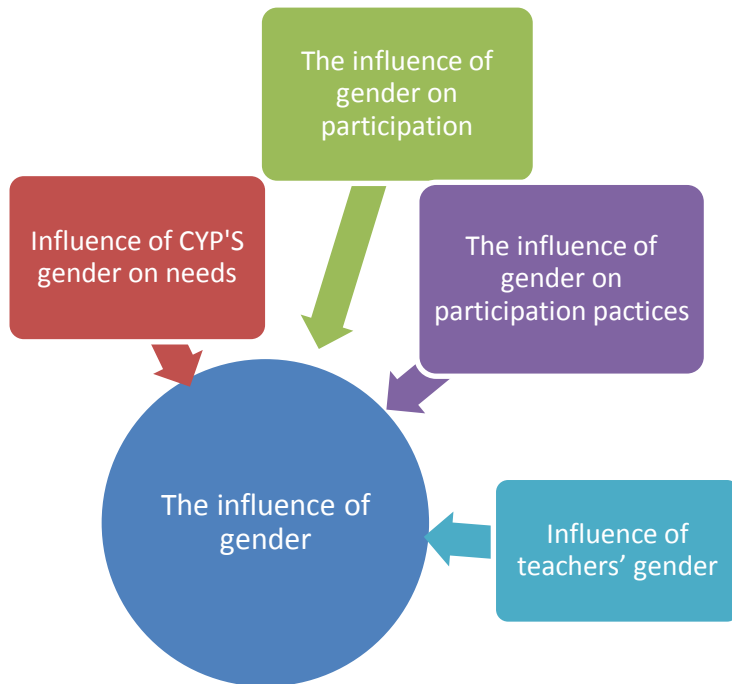 The influence of
gender on
participation
Influence of CYP'S
gender on needs
The influence of
gender on
participation pactices
The influence of
gender
Influence of
teachers’ gender